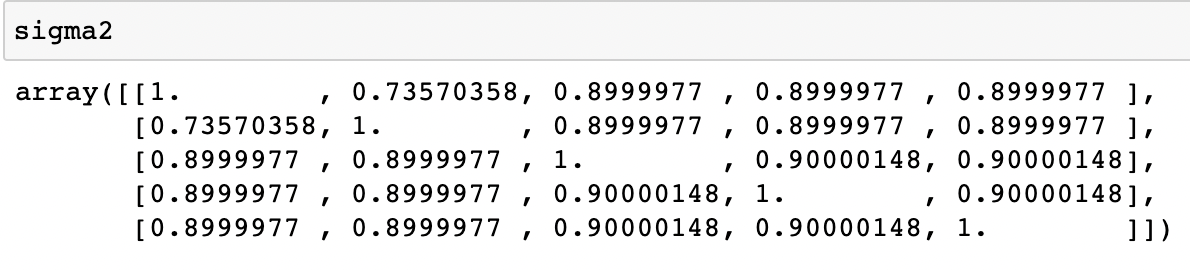 sigma2
array([[1.        , 0.73570358, 0.8999977 , 0.8999977 , 0.8999977 ],
       [0.73570358, 1.        , 0.8999977 , 0.8999977 , 0.8999977 ],
       [0.8999977 , 0.8999977 , 1.        , 0.90000148, 0.90000148],
       [0.8999977 , 0.8999977 , 0.90000148, 1.        , 0.90000148],
       [0.8999977 , 0.8999977 , 0.90000148, 0.90000148, 1.        ]])